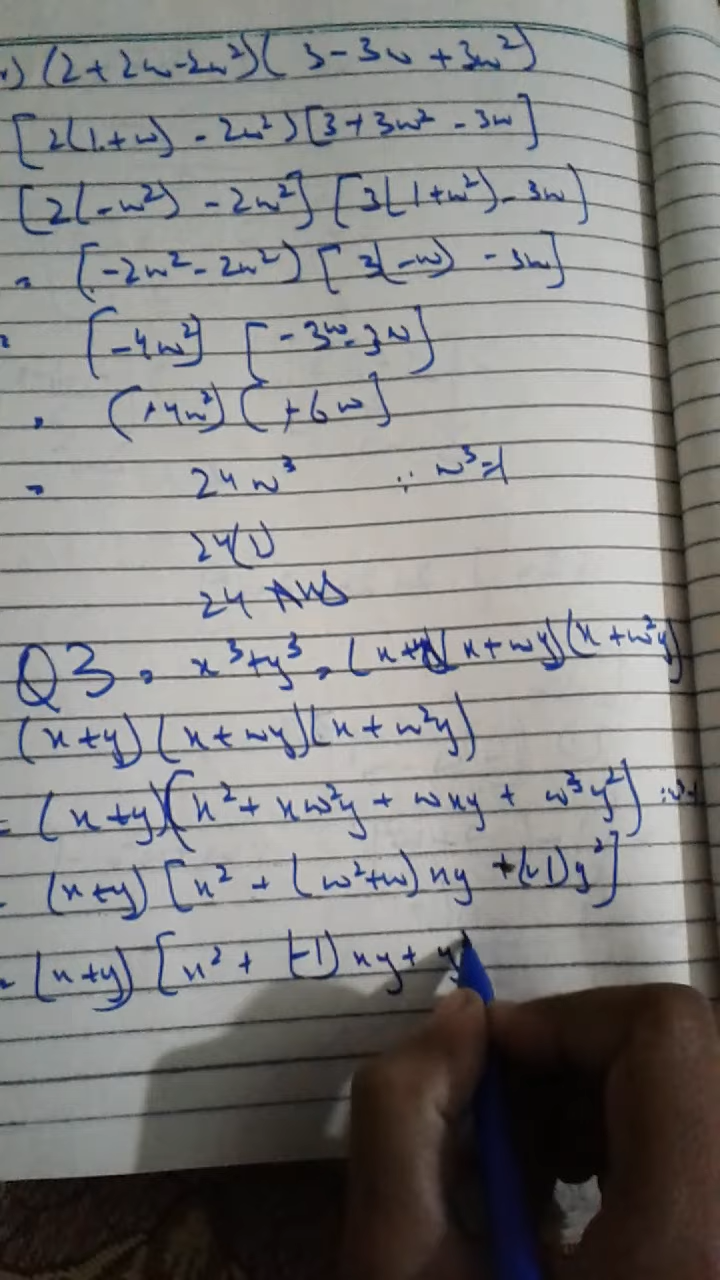 ) (2+2w-2w²)( 3-3w+3w²)
[2(1+w) - 2w²) [3+3w² - 3w]
[2(-w²) - 2w²] [3(1+w²) - 3w]
= (-2w² - 2w²) [3(-w) - 3w]
= [-4w²] [-3w-3w]
= (+4w²) (+6w]
= 24w³ ∵ w³=1
24(1)
24 Ans
Q3 = x³+y³ = (x+y)(x+wy)(x+w²y)
(x+y)(x+wy)(x+w²y)
= (x+y)(x²+xw²y+wxy+w³y²)
= (x+y)[x²+(w²+w)xy+(1)y²]
= (x+y)[x²+(-1)xy+y